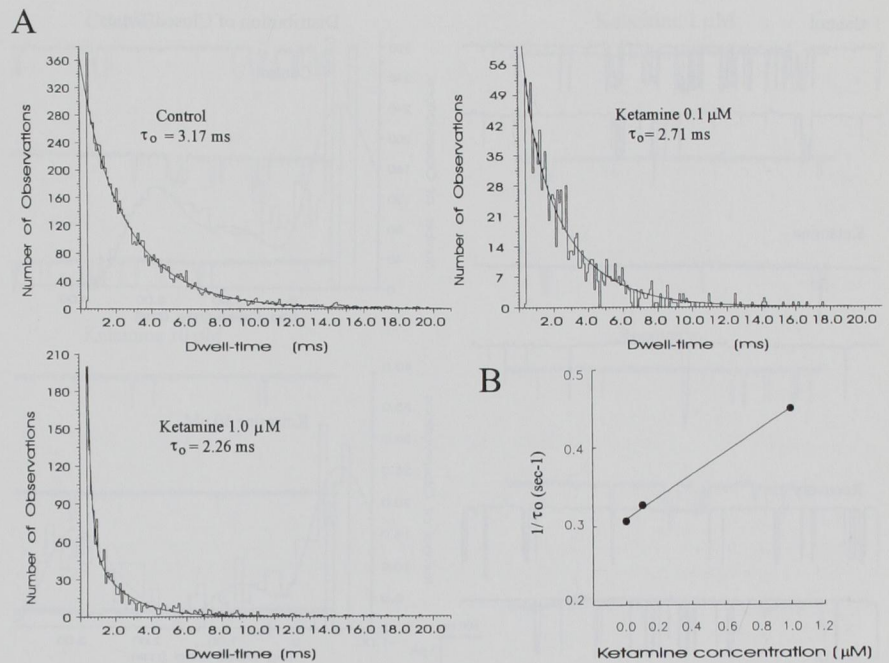 A
Number of Observations
360
320
280
240
200
160
120
80
40
0
Control
τo = 3.17 ms
2.0 4.0 6.0 8.0 10.0 12.0 14.0 16.0 18.0 20.0
Dwell-time (ms)
Number of Observations
56
49
42
35
28
21
14
7
0
Ketamine 0.1 μM
τo= 2.71 ms
2.0 4.0 6.0 8.0 10.0 12.0 14.0 16.0 18.0 20.0
Dwell-time (ms)
Number of Observations
210
180
150
120
90
60
30
0
Ketamine 1.0 μM
τo= 2.26 ms
2.0 4.0 6.0 8.0 10.0 12.0 14.0 16.0 18.0 20.0
Dwell-time (ms)
B
1/ τo (sec-1)
0.5
0.4
0.3
0.2
0.0 0.2 0.4 0.6 0.8 1.0 1.2
Ketamine concentration (μM)